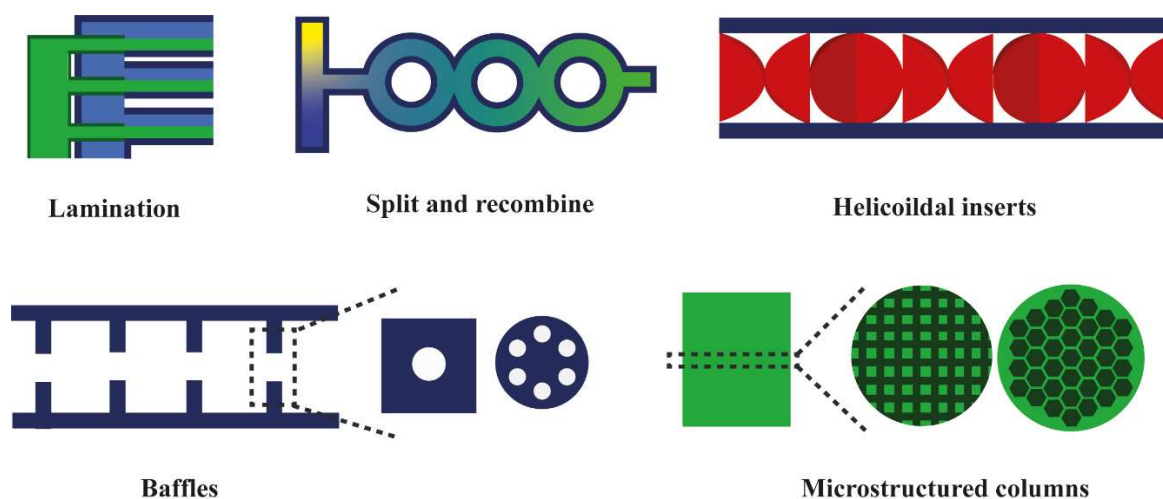 Lamination
Split and recombine
Helicoildal inserts
Baffles
Microstructured columns